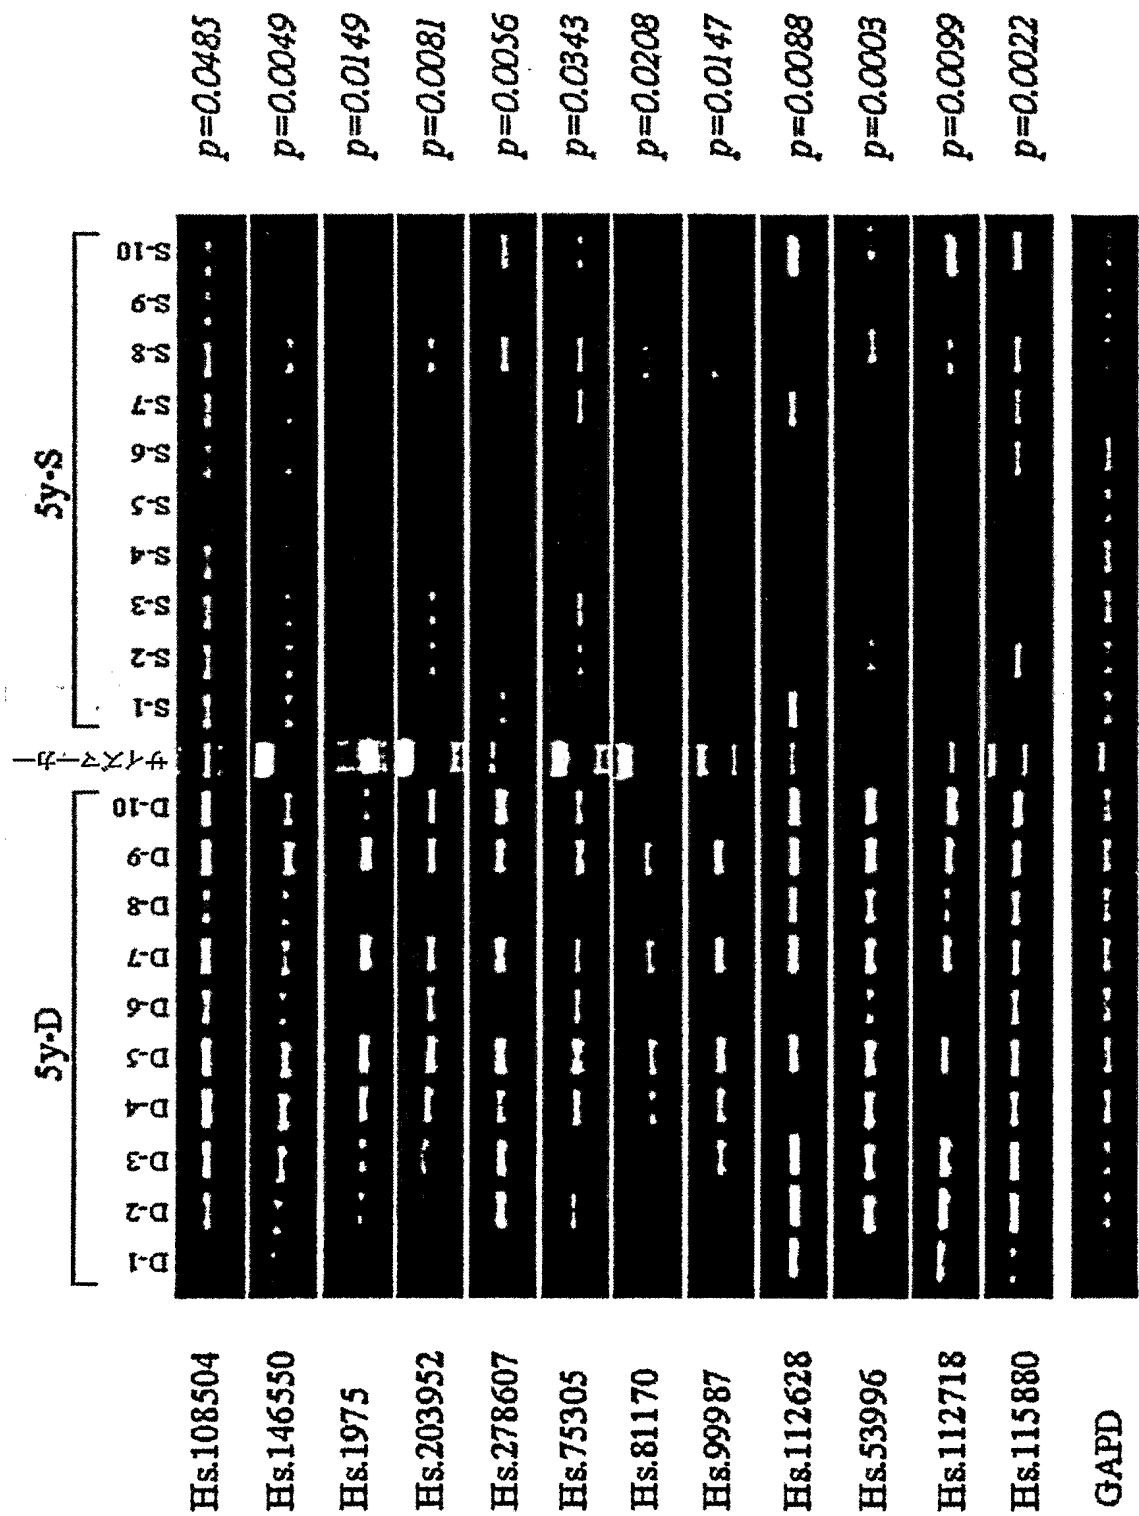 5y-D
5y-S
D-1 D-2 D-3 D-4 D-5 D-6 D-7 D-8 D-9 D-10 サイズマーカー S-1 S-2 S-3 S-4 S-5 S-6 S-7 S-8 S-9 S-10
Hs.108504 p=0.0485
Hs.146550 p=0.0049
Hs.1975 p=0.0149
Hs.203952 p=0.0081
Hs.278607 p=0.0056
Hs.75305 p=0.0343
Hs.81170 p=0.0208
Hs.99987 p=0.0147
Hs.112628 p=0.0088
Hs.53996 p=0.0003
Hs.112718 p=0.0099
Hs.115880 p=0.0022
GAPD